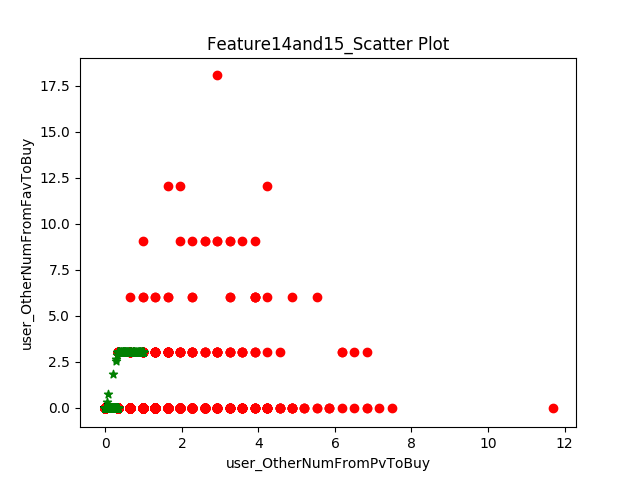 Feature14and15_Scatter Plot
user_OtherNumFromFavToBuy
17.5
15.0
12.5
10.0
7.5
5.0
2.5
0.0
0 2 4 6 8 10 12
user_OtherNumFromPvToBuy